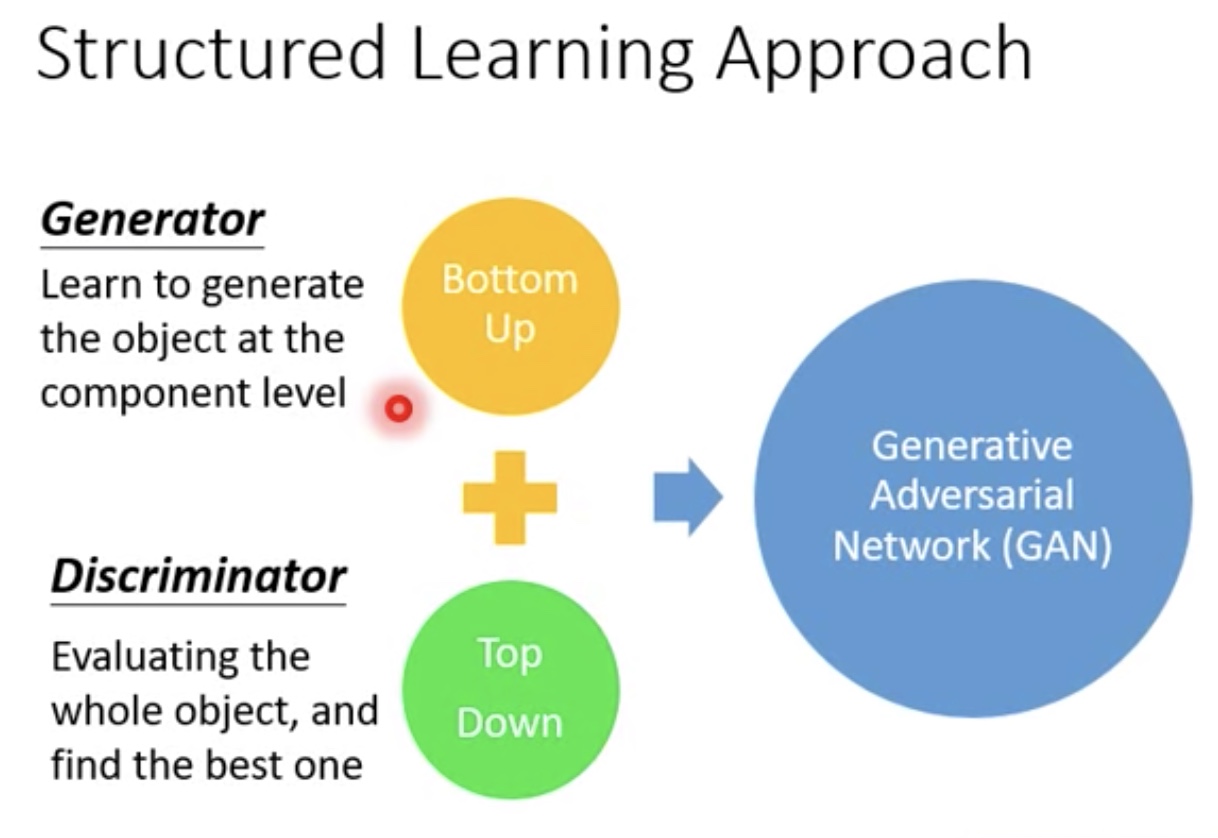 Structured Learning Approach
Generator
Learn to generate
the object at the
component level
Bottom
Up
Discriminator
Evaluating the
whole object, and
find the best one
Top
Down
Generative
Adversarial
Network (GAN)